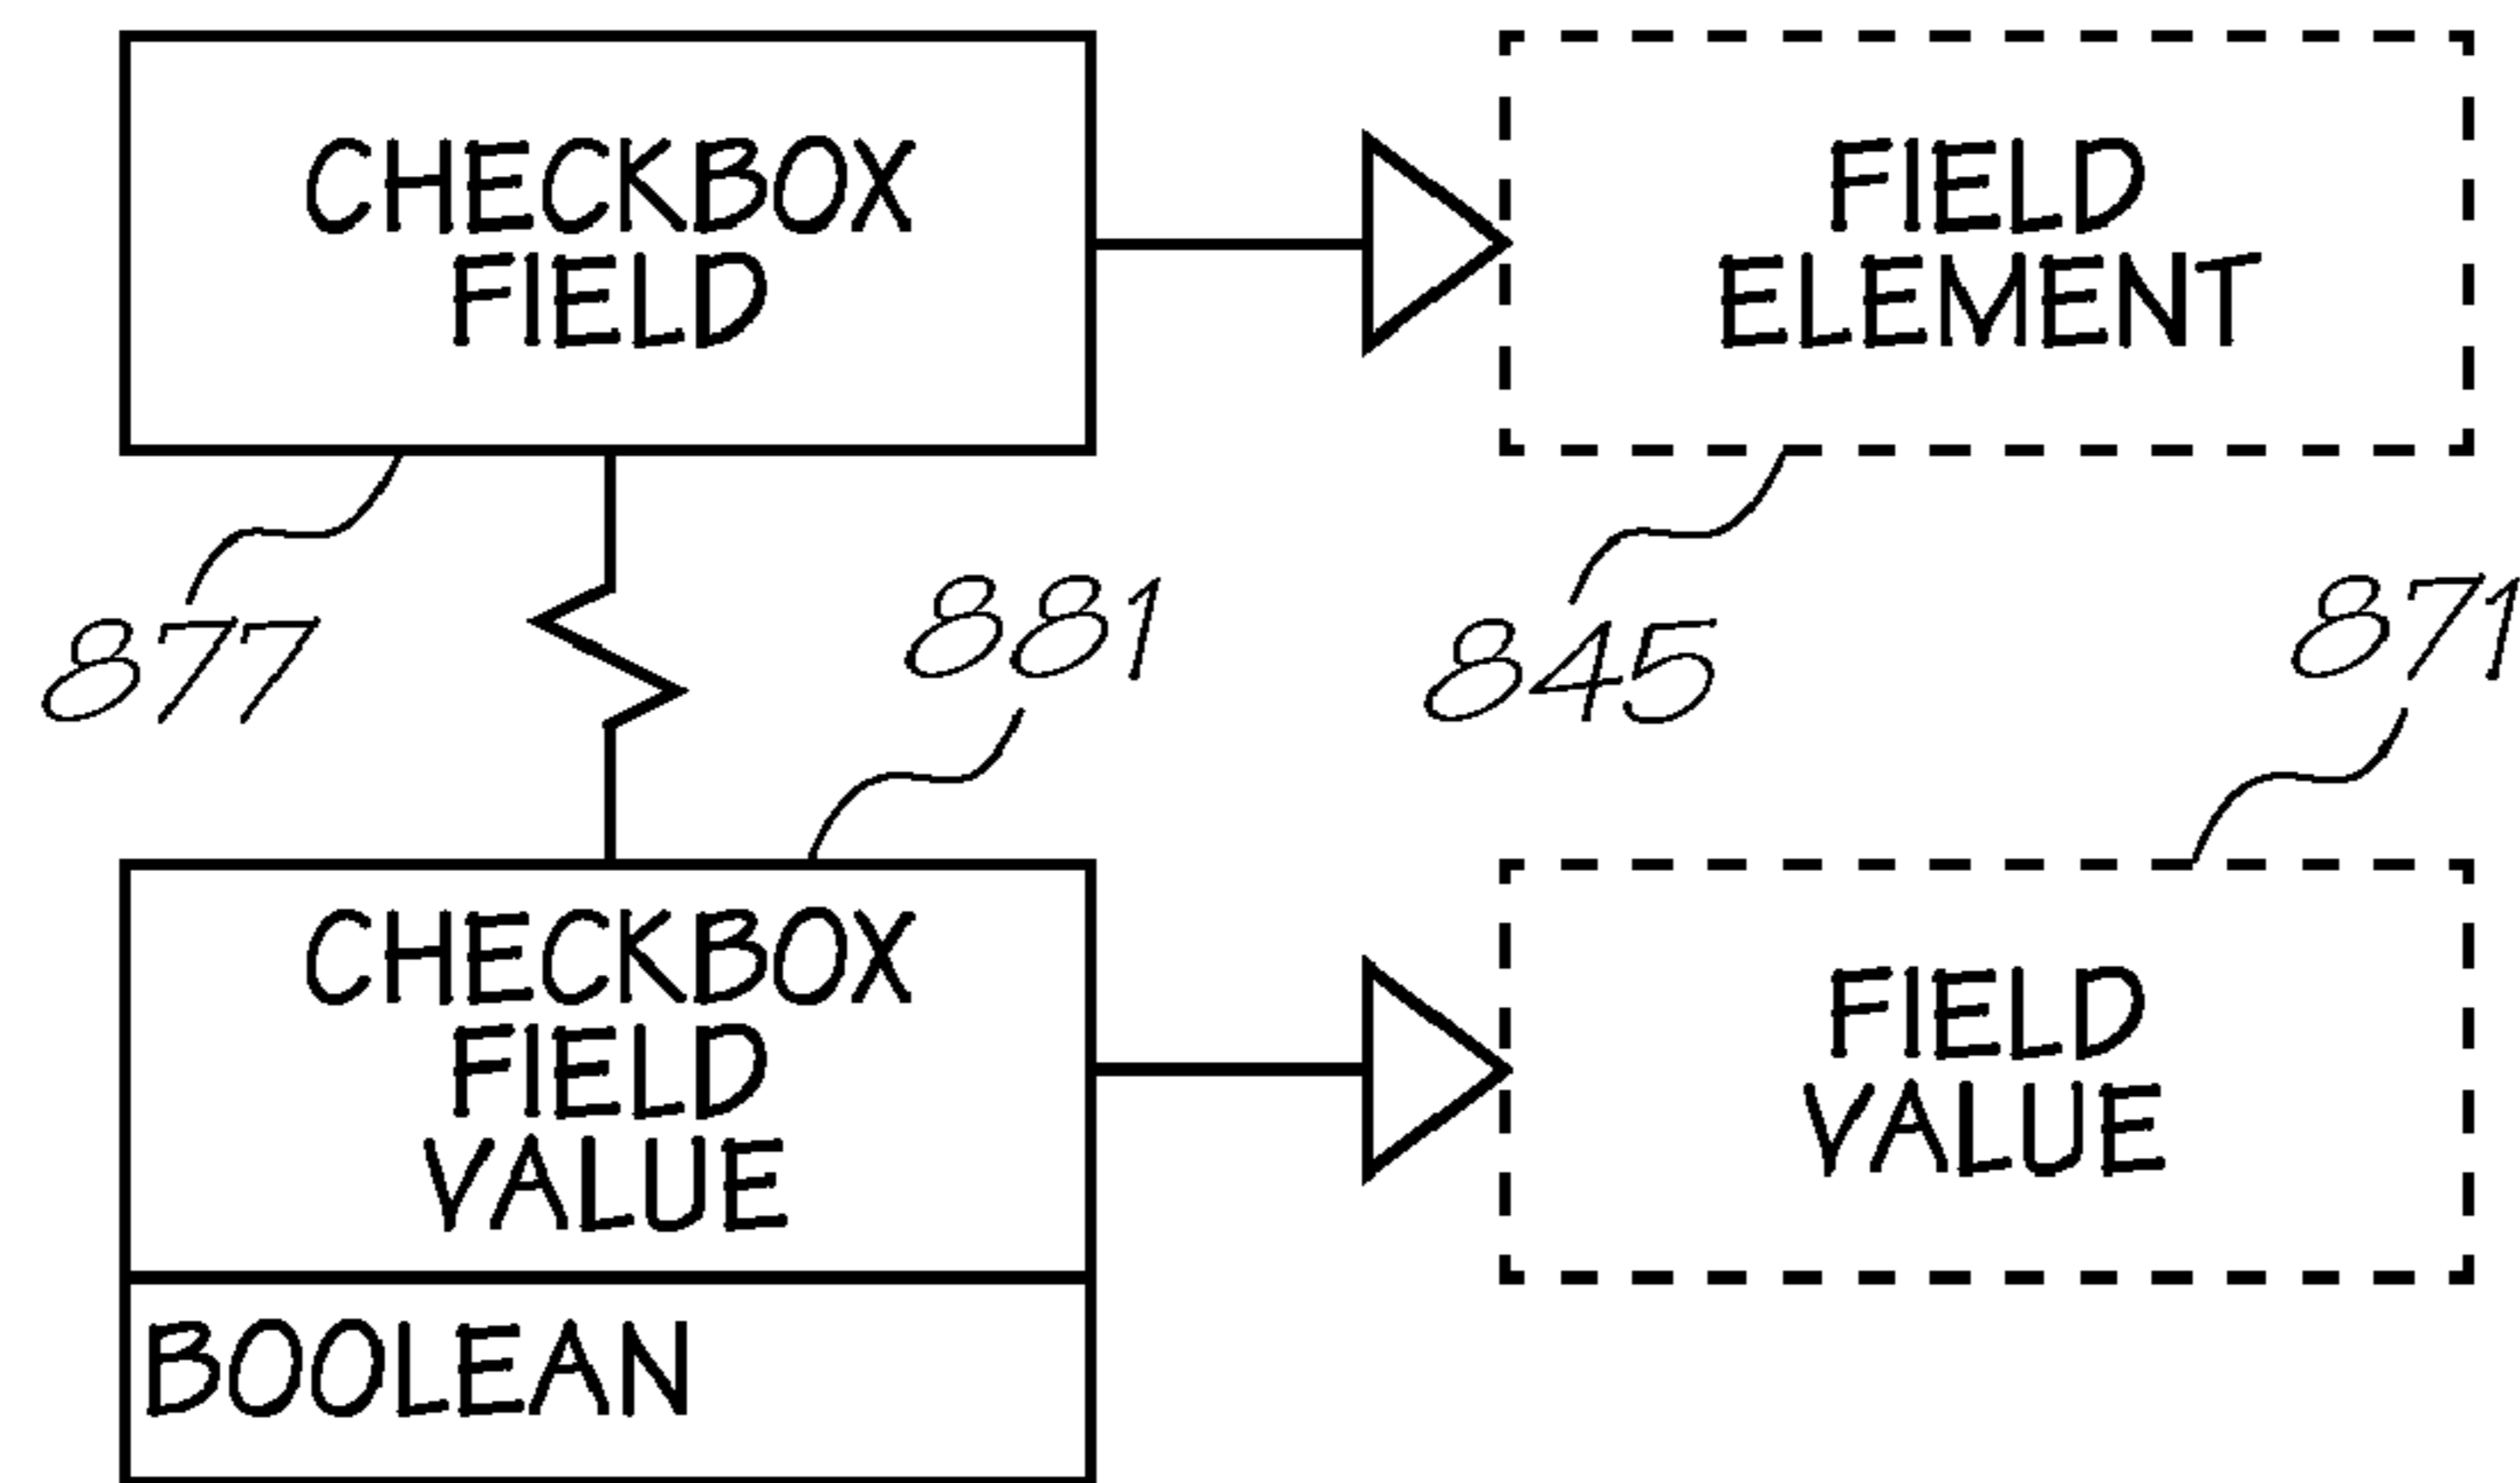 CHECKBOX
FIELD
FIELD
ELEMENT
877
881
845
871
CHECKBOX
FIELD
VALUE
FIELD
VALUE
BOOLEAN